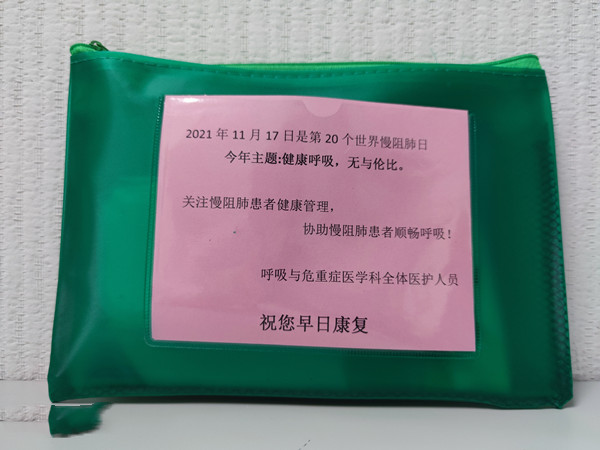 2021 年 11 月 17 日是第 20 个世界慢阻肺日
今年主题:健康呼吸，无与伦比。
关注慢阻肺患者健康管理，
协助慢阻肺患者顺畅呼吸！
呼吸与危重症医学科全体医护人员
祝您早日康复